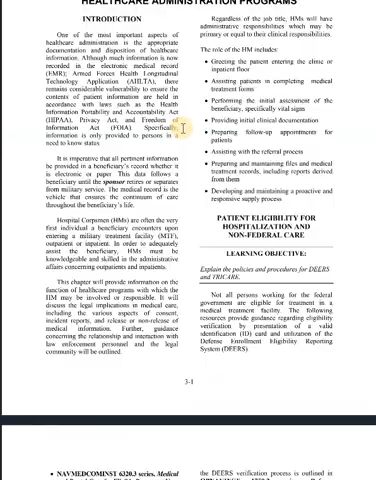 HEALTHCARE ADMINISTRATION PROGRAMS
INTRODUCTION
One of the most important aspects of
healthcare administration is the appropriate
documentation and disposition of healthcare
information. Although much information is now
recorded in the electronic medical record
(EMR); Armed Forces Health Longitudinal
Technology Application (AHLTA), there
remains considerable vulnerability to ensure the
contents of patient information are held in
accordance with laws such as the Health
Information Portability and Accountability Act
(HIPAA), Privacy Act, and Freedom of
Information Act (FOIA). Specifically,
information is only provided to persons in a
need to know status.
It is imperative that all pertinent information
be provided in a beneficiary's record whether it
is electronic or paper. This data follows a
beneficiary until the sponsor retires or separates
from military service. The medical record is the
vehicle that ensures the continuum of care
throughout the beneficiary's life.
Hospital Corpsmen (HMs) are often the very
first individual a beneficiary encounters upon
entering a military treatment facility (MTF),
outpatient or inpatient. In order to adequately
assist the beneficiary, HMs must be
knowledgeable and skilled in the administrative
affairs concerning outpatients and inpatients.
This chapter will provide information on the
function of healthcare programs with which the
HM may be involved or responsible. It will
discuss the legal implications in medical care,
including the various aspects of consent,
incident reports, and release or non-release of
medical information. Further, guidance
concerning the relationship and interaction with
law enforcement personnel and the legal
community will be outlined.
Regardless of the job title, HMs will have
administrative responsibilities which may be
primary or equal to their clinical responsibilities.
The role of the HM includes:
• Greeting the patient entering the clinic or
inpatient floor
• Assisting patients in completing medical
treatment forms
• Performing the initial assessment of the
beneficiary, specifically vital signs
• Providing initial clinical documentation
• Preparing follow-up appointments for
patients
• Assisting with the referral process
• Preparing and maintaining files and medical
treatment records, including reports derived
from them
• Developing and maintaining a proactive and
responsive supply process
PATIENT ELIGIBILITY FOR
HOSPITALIZATION AND
NON-FEDERAL CARE
LEARNING OBJECTIVE:
Explain the policies and procedures for DEERS
and TRICARE.
Not all persons working for the federal
government are eligible for treatment in a
medical treatment facility. The following
resources provide guidance regarding eligibility
verification by presentation of a valid
identification (ID) card and utilization of the
Defense Enrollment Eligibility Reporting
System (DEERS).
3-1
• NAVMEDCOMINST 6320.3 series, Medical
the DEERS verification process is outlined in